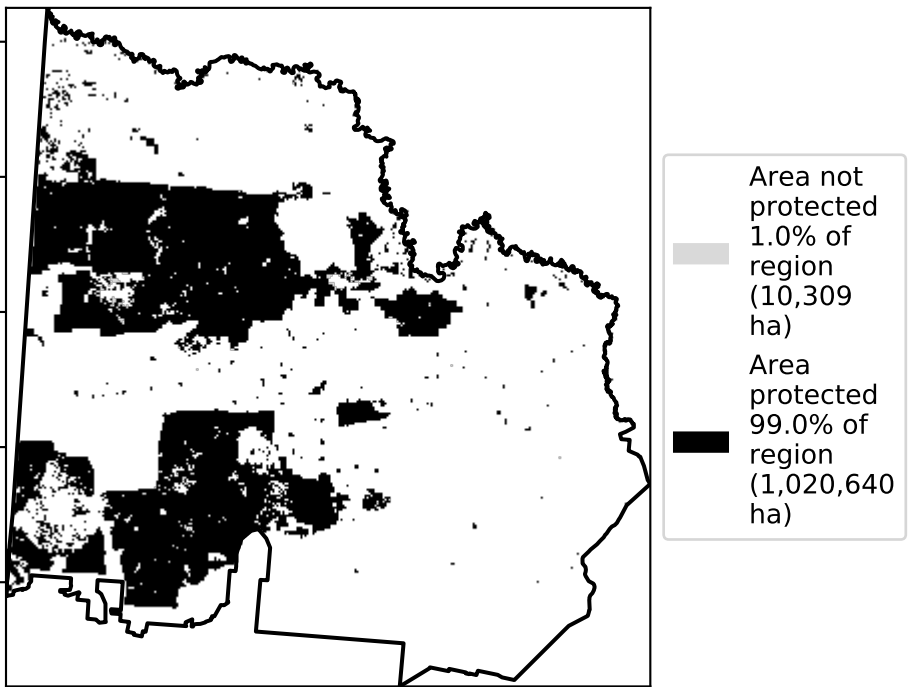 Area not
protected
1.0% of
region
(10,309
ha)
Area
protected
99.0% of
region
(1,020,640
ha)